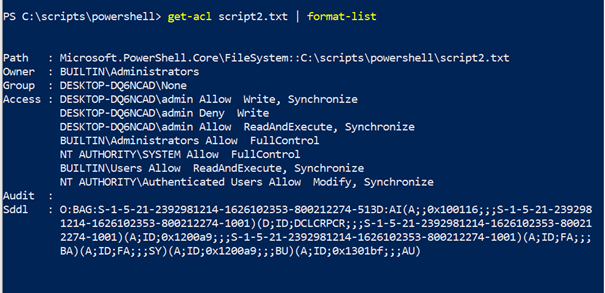 PS C:\scripts\powershell> get-acl script2.txt | format-list
Path   : Microsoft.PowerShell.Core\FileSystem::C:\scripts\powershell\script2.txt
Owner  : BUILTIN\Administrators
Group  : DESKTOP-DQ6NCAD\None
Access : DESKTOP-DQ6NCAD\admin Allow  Write, Synchronize
         DESKTOP-DQ6NCAD\admin Deny  Write
         DESKTOP-DQ6NCAD\admin Allow  ReadAndExecute, Synchronize
         BUILTIN\Administrators Allow  FullControl
         NT AUTHORITY\SYSTEM Allow  FullControl
         BUILTIN\Users Allow  ReadAndExecute, Synchronize
         NT AUTHORITY\Authenticated Users Allow  Modify, Synchronize
Audit  :
Sddl   : O:BAG:S-1-5-21-2392981214-1626102353-800212274-513D:AI(A;;0x100116;;;S-1-5-21-239298
         1214-1626102353-800212274-1001)(D;ID;DCLCRPCR;;;S-1-5-21-2392981214-1626102353-80021
         2274-1001)(A;ID;0x1200a9;;;S-1-5-21-2392981214-1626102353-800212274-1001)(A;ID;FA;;;
         BA)(A;ID;FA;;;SY)(A;ID;0x1200a9;;;BU)(A;ID;0x1301bf;;;AU)